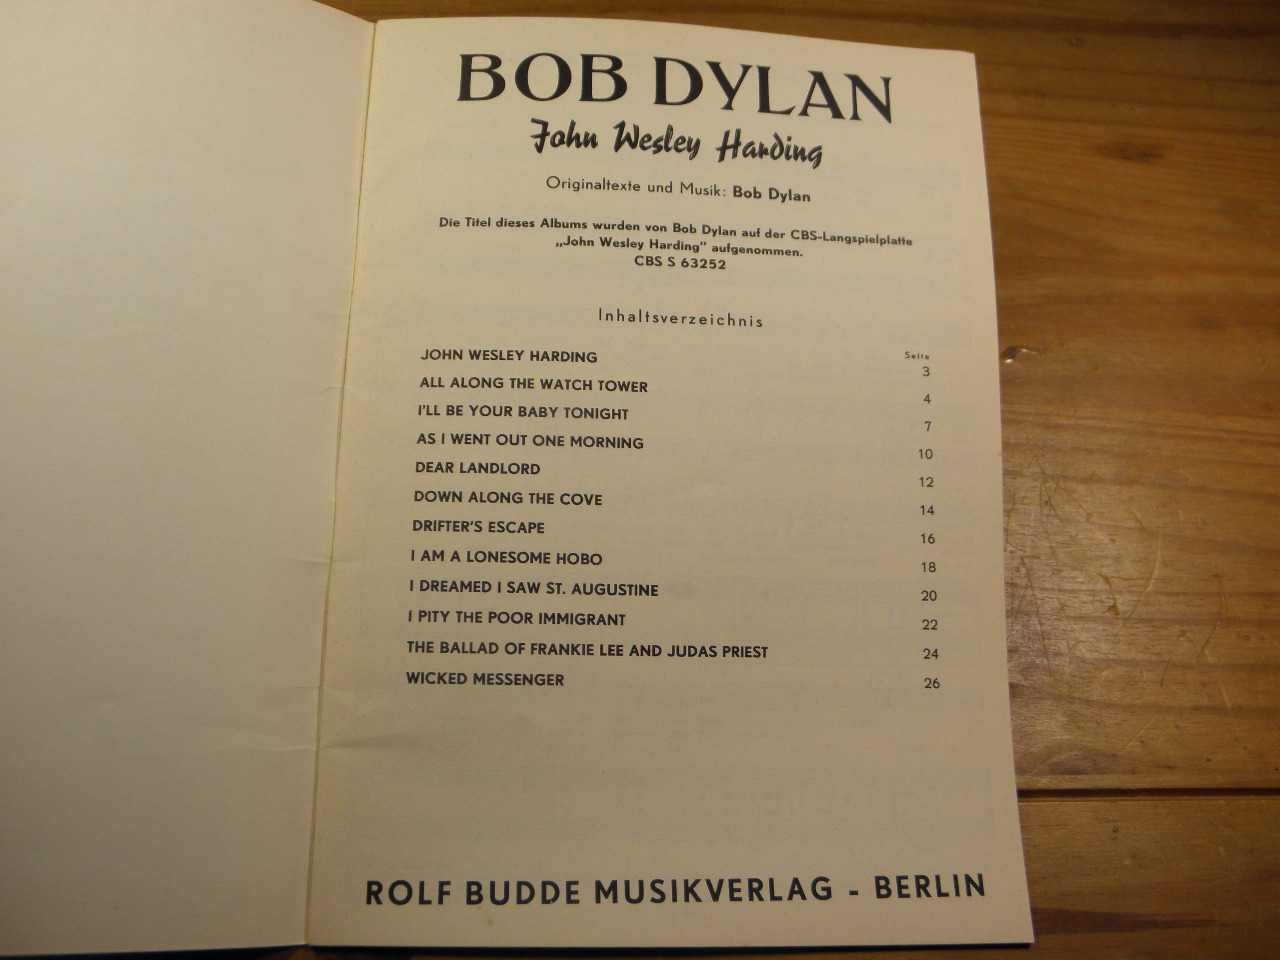 BOB DYLAN
John Wesley Harding
Originaltexte und Musik: Bob Dylan
Die Titel dieses Albums wurden von Bob Dylan auf der CBS-Langspielplatte
„John Wesley Harding" aufgenommen.
CBS S 63252
Inhaltsverzeichnis
Seite
JOHN WESLEY HARDING 3
ALL ALONG THE WATCH TOWER 4
I'LL BE YOUR BABY TONIGHT 7
AS I WENT OUT ONE MORNING 10
DEAR LANDLORD 12
DOWN ALONG THE COVE 14
DRIFTER'S ESCAPE 16
I AM A LONESOME HOBO 18
I DREAMED I SAW ST. AUGUSTINE 20
I PITY THE POOR IMMIGRANT 22
THE BALLAD OF FRANKIE LEE AND JUDAS PRIEST 24
WICKED MESSENGER 26
ROLF BUDDE MUSIKVERLAG - BERLIN